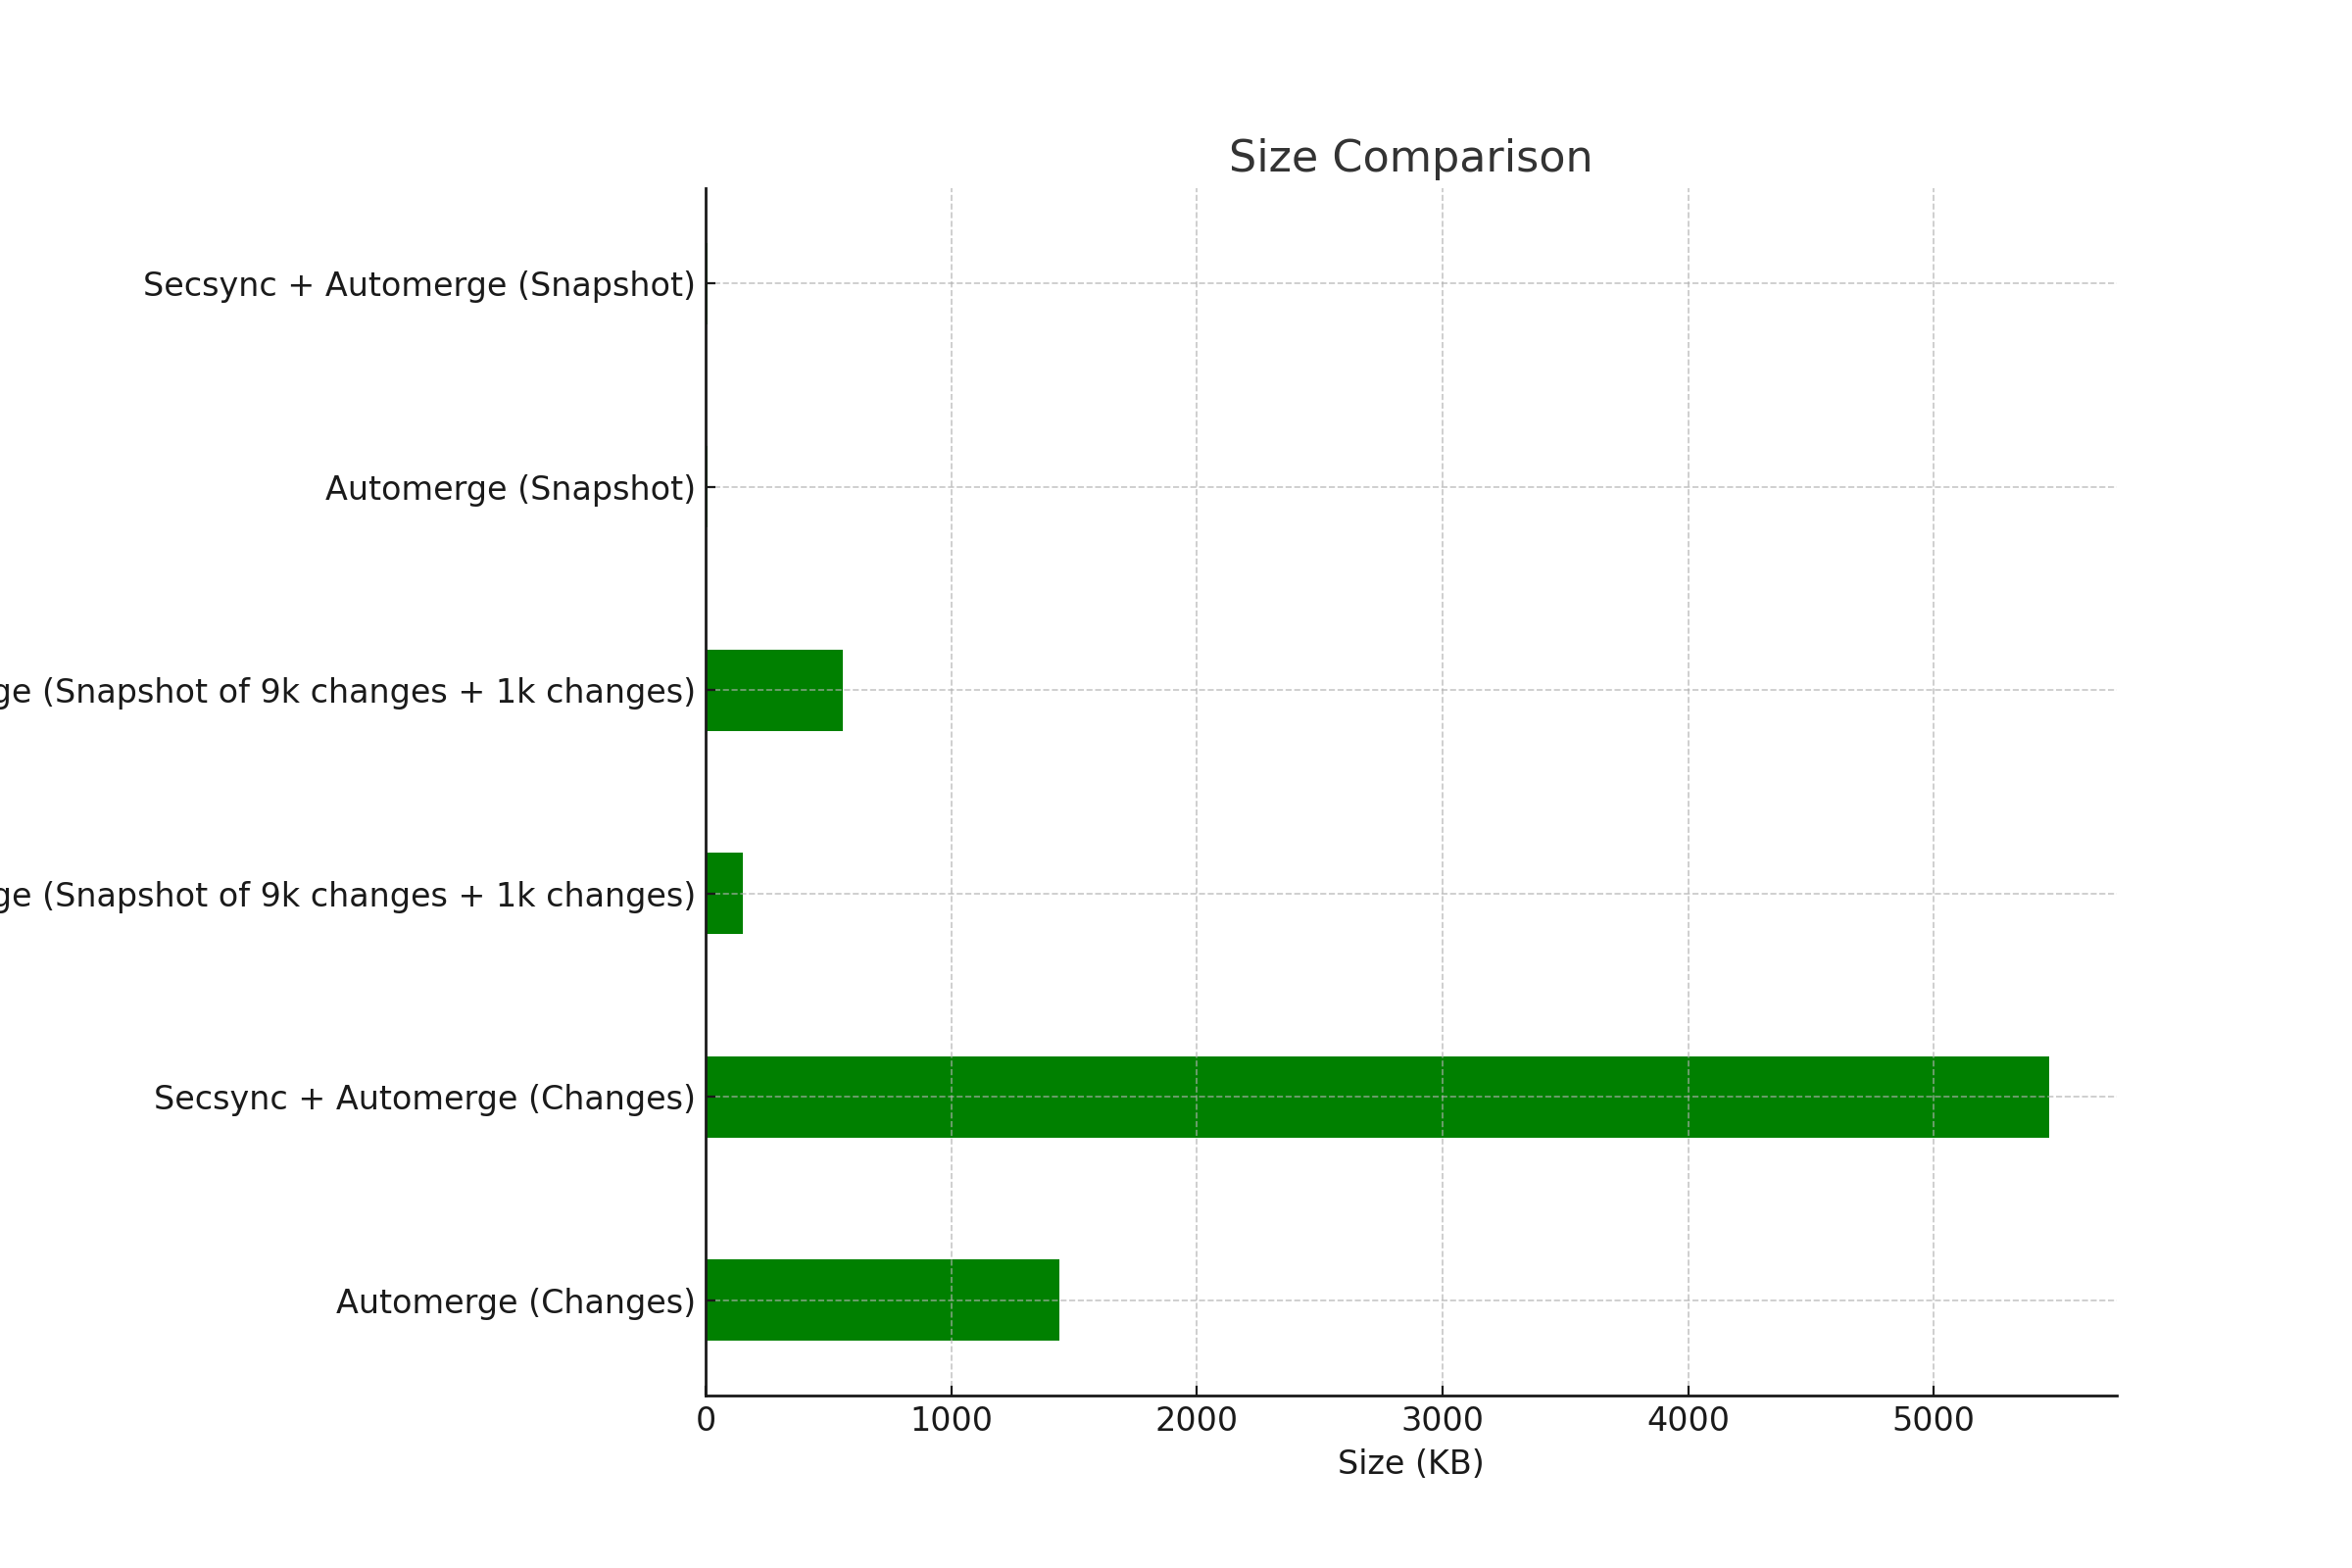 Size Comparison
Secsync + Automerge (Snapshot)
Automerge (Snapshot)
ge (Snapshot of 9k changes + 1k changes)
ge (Snapshot of 9k changes + 1k changes)
Secsync + Automerge (Changes)
Automerge (Changes)
0 1000 2000 3000 4000 5000
Size (KB)